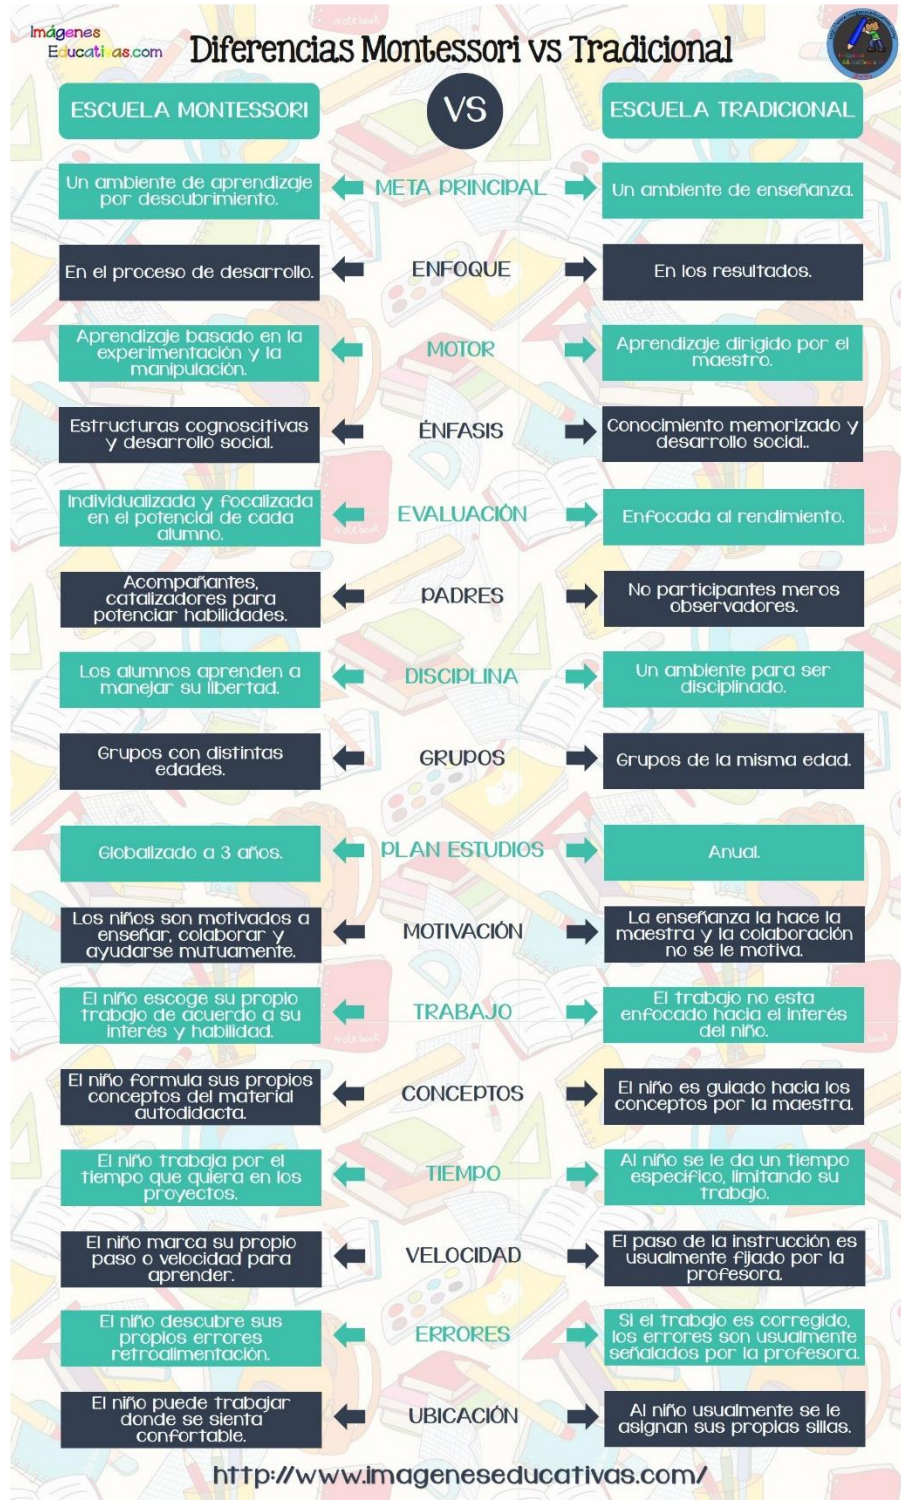 Imágenes
Educativas.com
Diferencias Montessori vs Tradicional
ESCUELA MONTESSORI
VS
ESCUELA TRADICIONAL
Un ambiente de aprendizaje
por descubrimiento.
META PRINCIPAL
Un ambiente de enseñanza.
En el proceso de desarrollo.
ENFOQUE
En los resultados.
Aprendizaje basado en la
experimentación y la
manipulación.
MOTOR
Aprendizaje dirigido por el
maestro.
Estructuras cognoscitivas
y desarrollo social.
ÉNFASIS
Conocimiento memorizado y
desarrollo social..
Individualizada y focalizada
en el potencial de cada
alumno.
EVALUACIÓN
Enfocada al rendimiento.
Acompañantes,
catalizadores para
potenciar habilidades.
PADRES
No participantes meros
observadores.
Los alumnos aprenden a
manejar su libertad.
DISCIPLINA
Un ambiente para ser
disciplinado.
Grupos con distintas
edades.
GRUPOS
Grupos de la misma edad.
Globalizado a 3 años.
PLAN ESTUDIOS
Anual.
Los niños son motivados a
enseñar, colaborar y
ayudarse mutuamente.
MOTIVACIÓN
La enseñanza la hace la
maestra y la colaboración
no se le motiva.
El niño escoge su propio
trabajo de acuerdo a su
interés y habilidad.
TRABAJO
El trabajo no esta
enfocado hacia el interés
del niño.
El niño formula sus propios
conceptos del material
autodidacta.
CONCEPTOS
El niño es guiado hacia los
conceptos por la maestra.
El niño trabaja por el
tiempo que quiera en los
proyectos.
TIEMPO
Al niño se le da un tiempo
específico, limitando su
trabajo.
El niño marca su propio
paso o velocidad para
aprender.
VELOCIDAD
El paso de la instrucción es
usualmente fijado por la
profesora.
El niño descubre sus
propios errores
retroalimentación.
ERRORES
Si el trabajo es corregido,
los errores son usualmente
señalados por la profesora.
El niño puede trabajar
donde se sienta
confortable.
UBICACIÓN
Al niño usualmente se le
asignan sus propias sillas.
http://www.imageneseducativas.com/